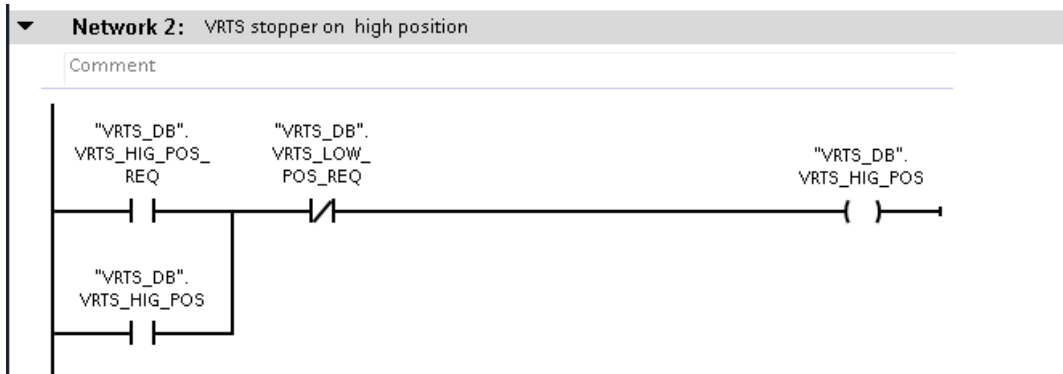 Network 2: VRTS stopper on high position
Comment
"VRTS_DB".
VRTS_HIG_POS_
REQ
"VRTS_DB".
VRTS_LOW_
POS_REQ
"VRTS_DB".
VRTS_HIG_POS
"VRTS_DB".
VRTS_HIG_POS